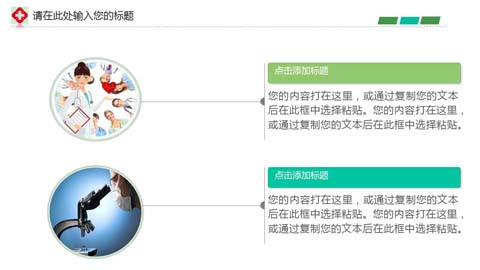 请在此处输入您的标题
点击添加标题
您的内容打在这里，或通过复制您的文本
后在此框中选择粘贴。您的内容打在这里，
或通过复制您的文本后在此框中选择粘贴。
点击添加标题
您的内容打在这里，或通过复制您的文本
后在此框中选择粘贴。您的内容打在这里，
或通过复制您的文本后在此框中选择粘贴。